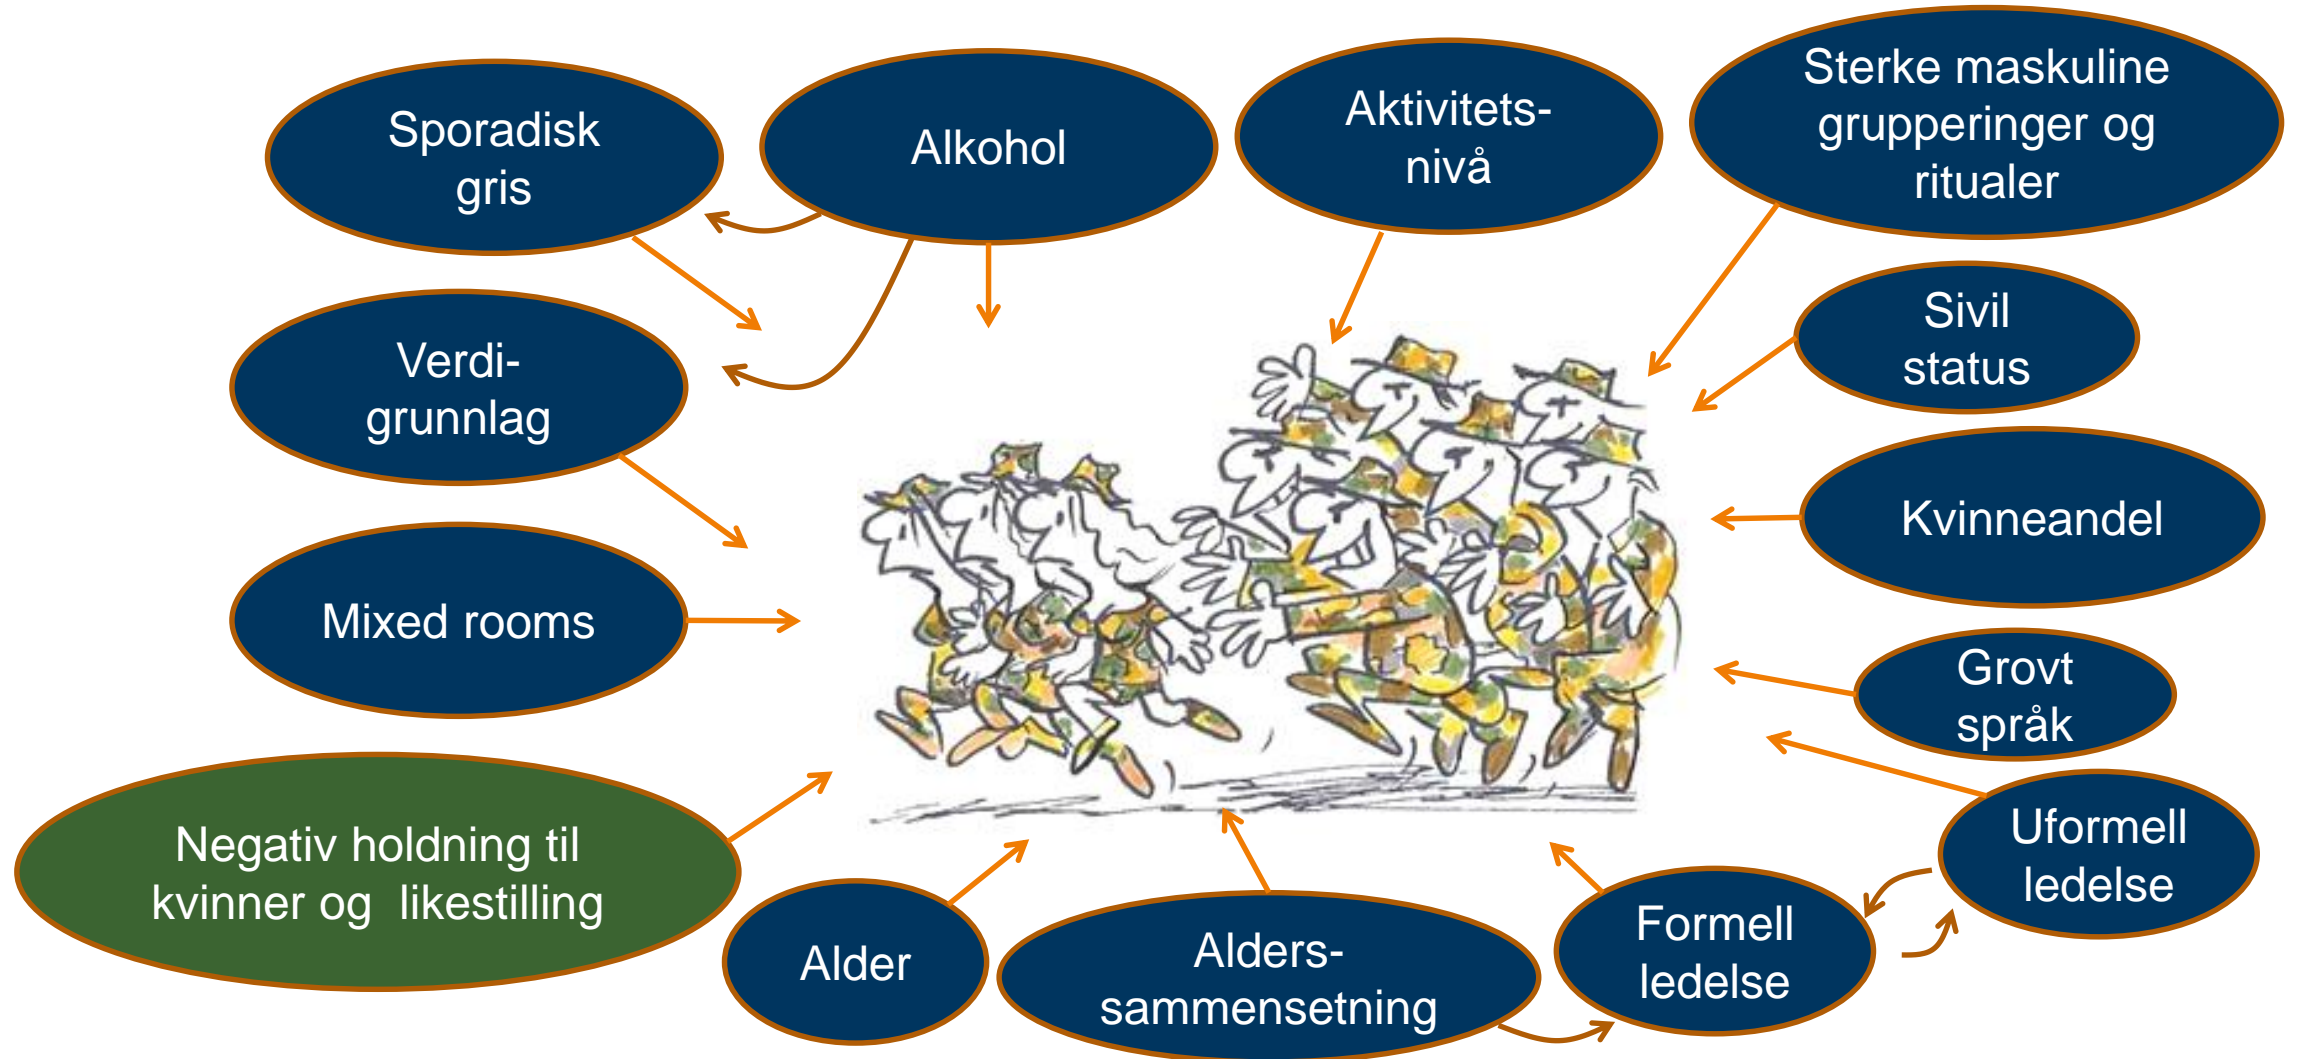 Sporadisk
gris
Alkohol
Aktivitets-
nivå
Sterke maskuline
grupperinger og
ritualer
Sivil
status
Verdi-
grunnlag
Kvinneandel
Mixed rooms
Grovt
språk
Negativ holdning til
kvinner og  likestilling
Uformell
ledelse
Alder
Alders-
sammensetning
Formell
ledelse